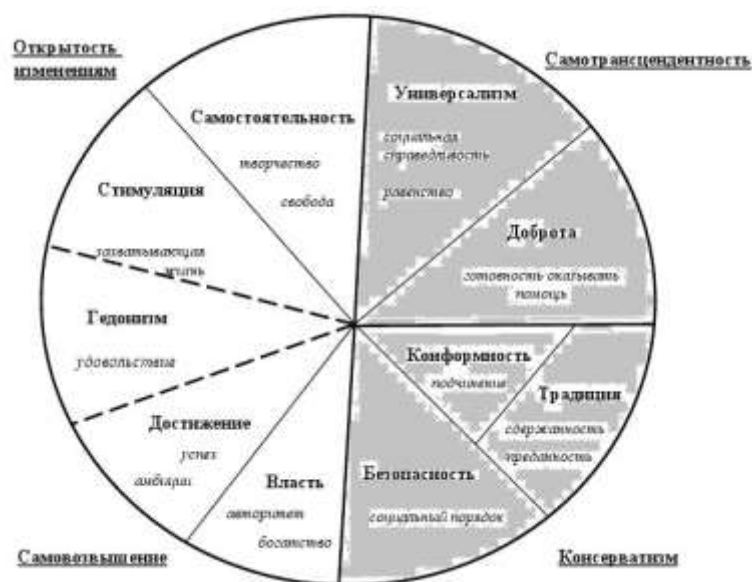 Открытость
изменениям
Самотрансцендентность
Универсализм
социальная
справедливость
равенство
Самостоятельность
творчество
свобода
Стимуляция
захватывающая
жизнь
Доброта
готовность оказывать
помощь
Гедонизм
удовольствие
Конформность
подчинение
Традиция
сдержанность
преданность
Достижение
успех
амбиции
Власть
авторитет
богатство
Безопасность
социальный порядок
Самовозвышение
Консерватизм